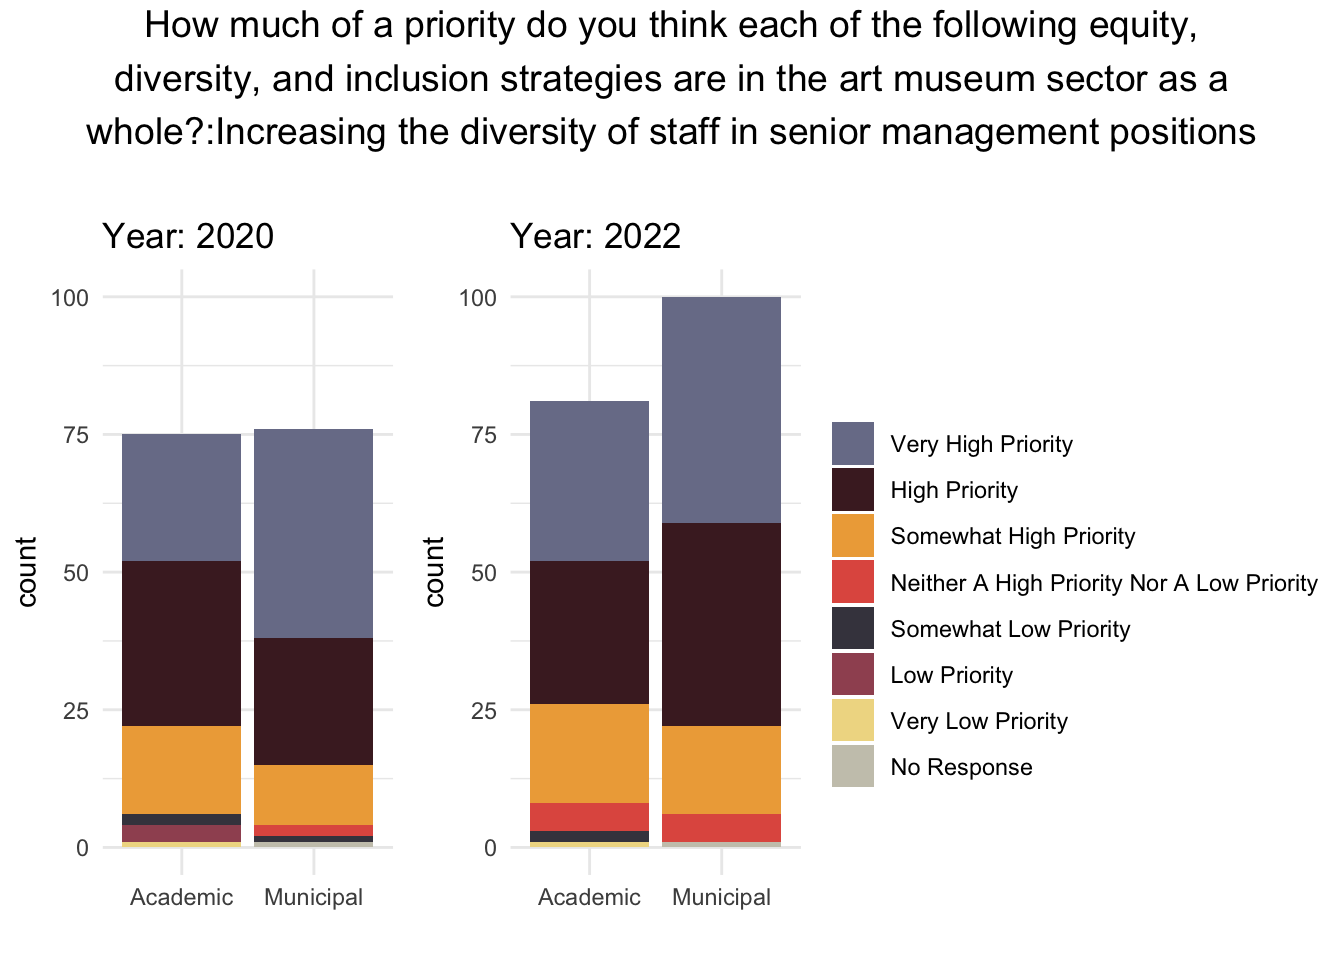 How much of a priority do you think each of the following equity,
diversity, and inclusion strategies are in the art museum sector as a
whole?:Increasing the diversity of staff in senior management positions
Year: 2020
100
75
50
25
0
count
Academic
Municipal
Year: 2022
100
75
50
25
0
count
Academic
Municipal
Very High Priority
High Priority
Somewhat High Priority
Neither A High Priority Nor A Low Priority
Somewhat Low Priority
Low Priority
Very Low Priority
No Response